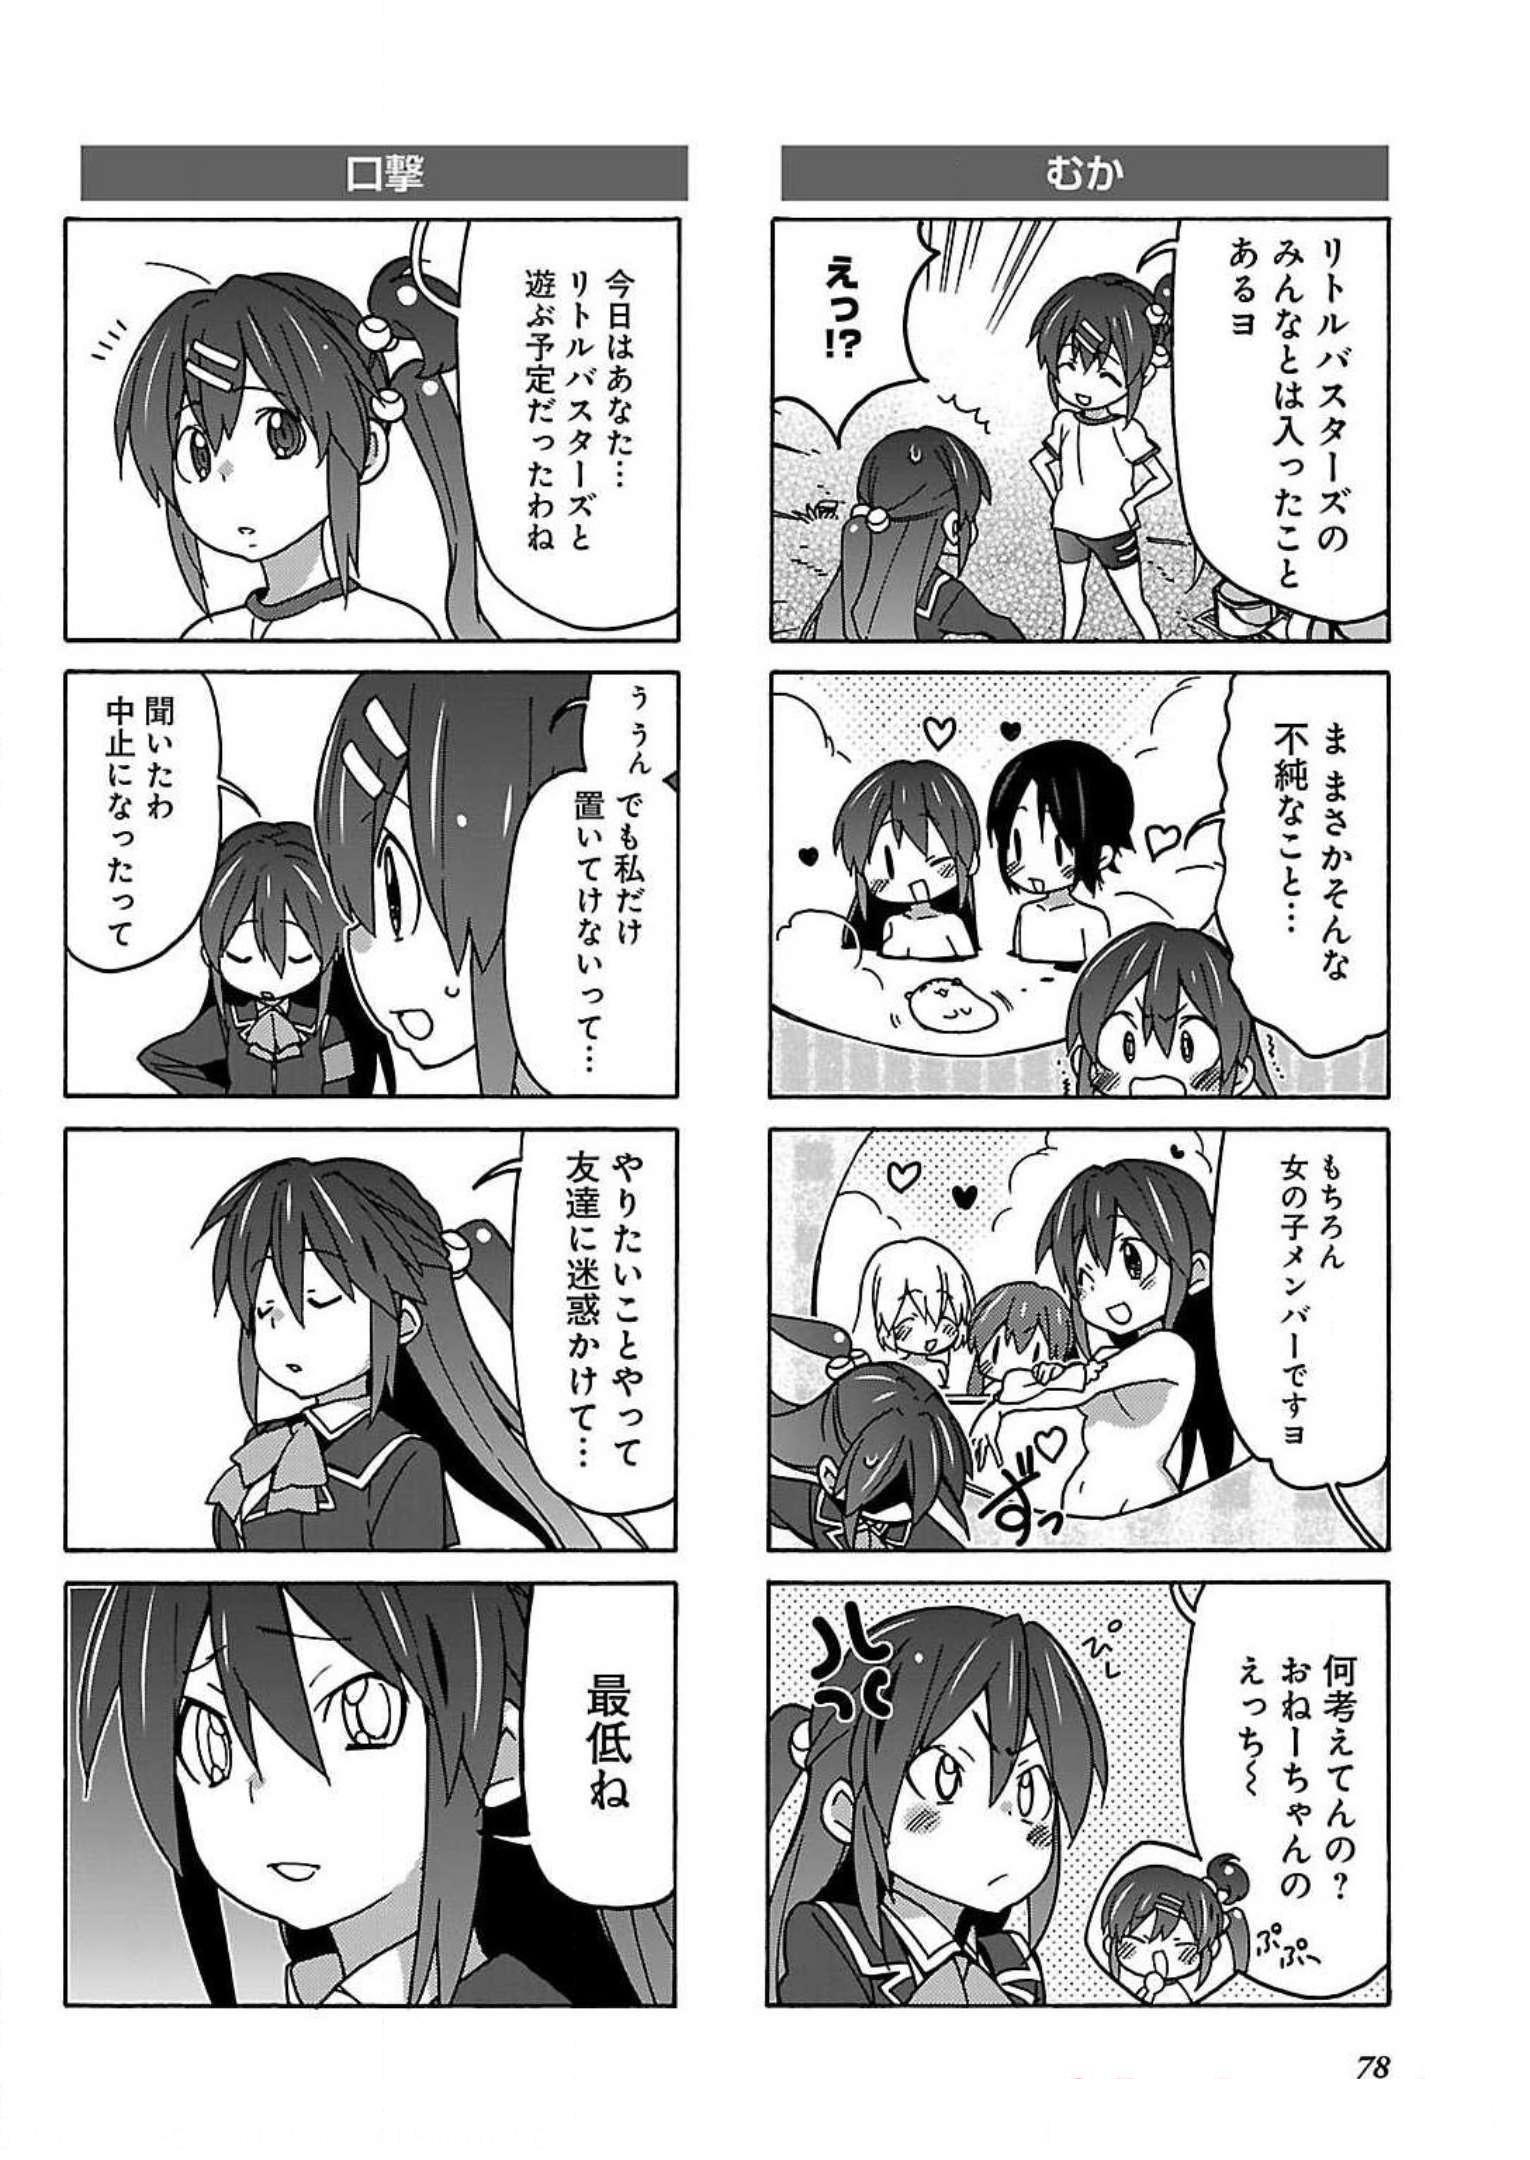 むか
リトルバスターズの
みんなとは入ったこと
あるヨ
えっ!?
ま まさかそんな
不純なこと…
もちろん
女の子メンバーですヨ
ずっ
何考えてんの?
おねーちゃんの
えっち〜
ぴし
ぷぷー
口撃
今日はあなた…
リトルバスターズと
遊ぶ予定だったわね
う うん
でも私だけ
置いてけないって…
聞いたわ
中止になったって
やりたいことやって
友達に迷惑かけて…
最低ね
78